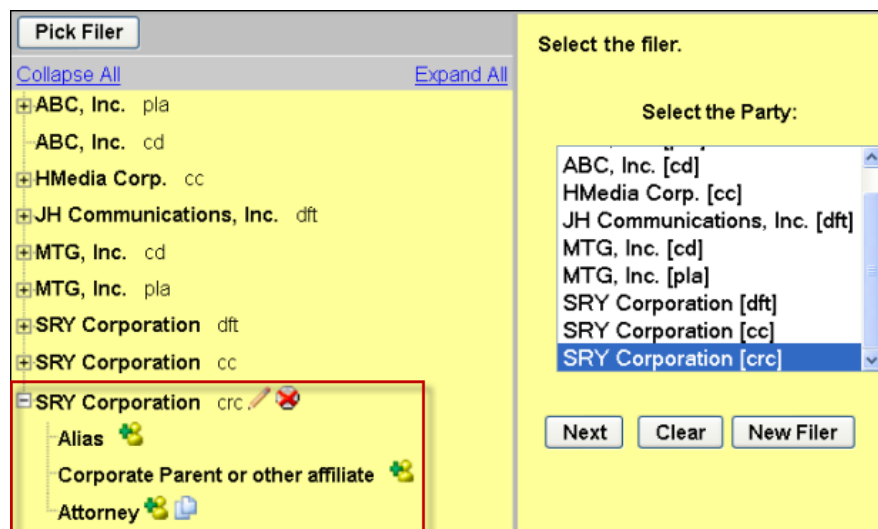 Pick Filer
Collapse All Expand All
ABC, Inc. pla
ABC, Inc. cd
HMedia Corp. cc
JH Communications, Inc. dft
MTG, Inc. cd
MTG, Inc. pla
SRY Corporation dft
SRY Corporation cc
SRY Corporation crc
Alias
Corporate Parent or other affiliate
Attorney
Select the filer.
Select the Party:
ABC, Inc. [cd]
HMedia Corp. [cc]
JH Communications, Inc. [dft]
MTG, Inc. [cd]
MTG, Inc. [pla]
SRY Corporation [dft]
SRY Corporation [cc]
SRY Corporation [crc]
Next Clear New Filer